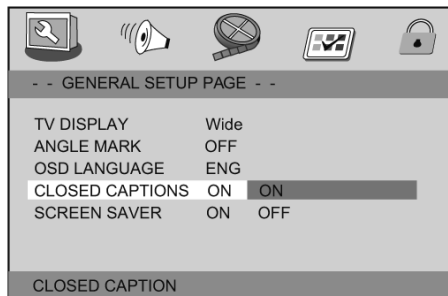 - - GENERAL SETUP PAGE - -
TV DISPLAY Wide
ANGLE MARK OFF
OSD LANGUAGE ENG
CLOSED CAPTIONS ON ON
SCREEN SAVER ON OFF
CLOSED CAPTION